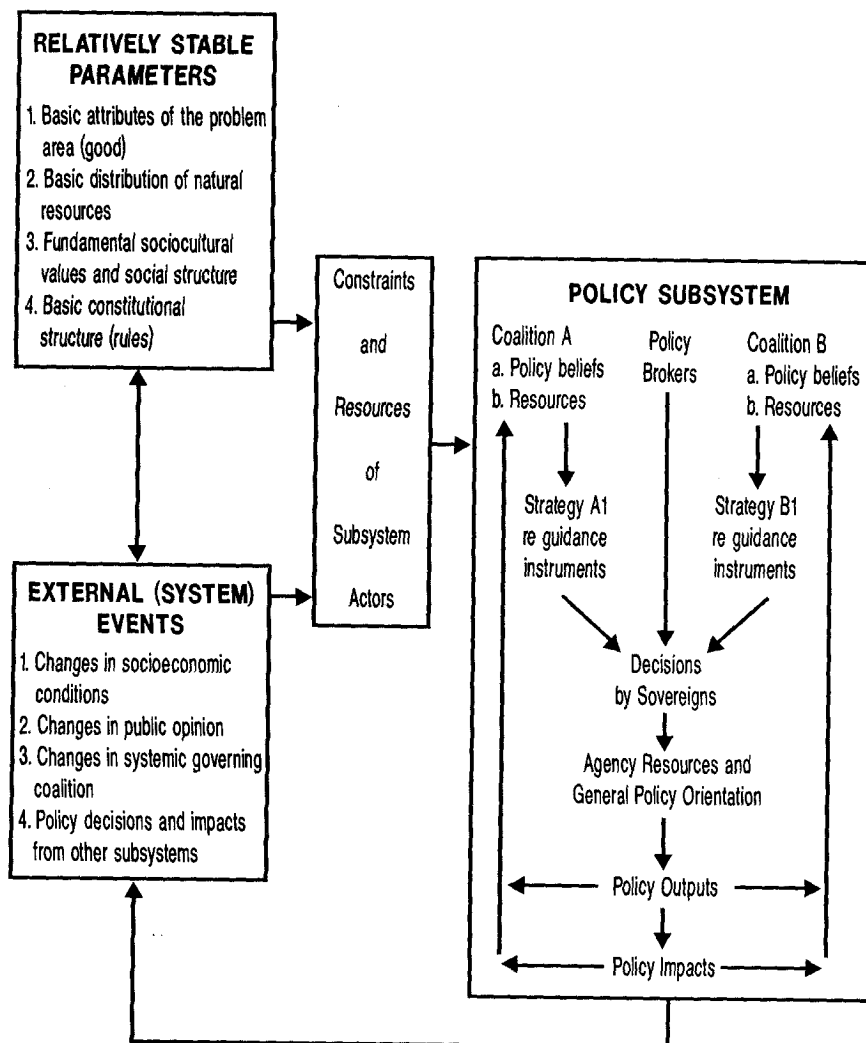 RELATIVELY STABLE
PARAMETERS
1. Basic attributes of the problem
area (good)
2. Basic distribution of natural
resources
3. Fundamental sociocultural
values and social structure
4. Basic constitutional
structure (rules)
EXTERNAL (SYSTEM)
EVENTS
1. Changes in socioeconomic
conditions
2. Changes in public opinion
3. Changes in systemic governing
coalition
4. Policy decisions and impacts
from other subsystems
Constraints
and
Resources
of
Subsystem
Actors
POLICY SUBSYSTEM
Coalition A
a. Policy beliefs
b. Resources
Policy
Brokers
Coalition B
a. Policy beliefs
b. Resources
Strategy A1
re guidance
instruments
Strategy B1
re guidance
instruments
Decisions
by Sovereigns
Agency Resources and
General Policy Orientation
Policy Outputs
Policy Impacts